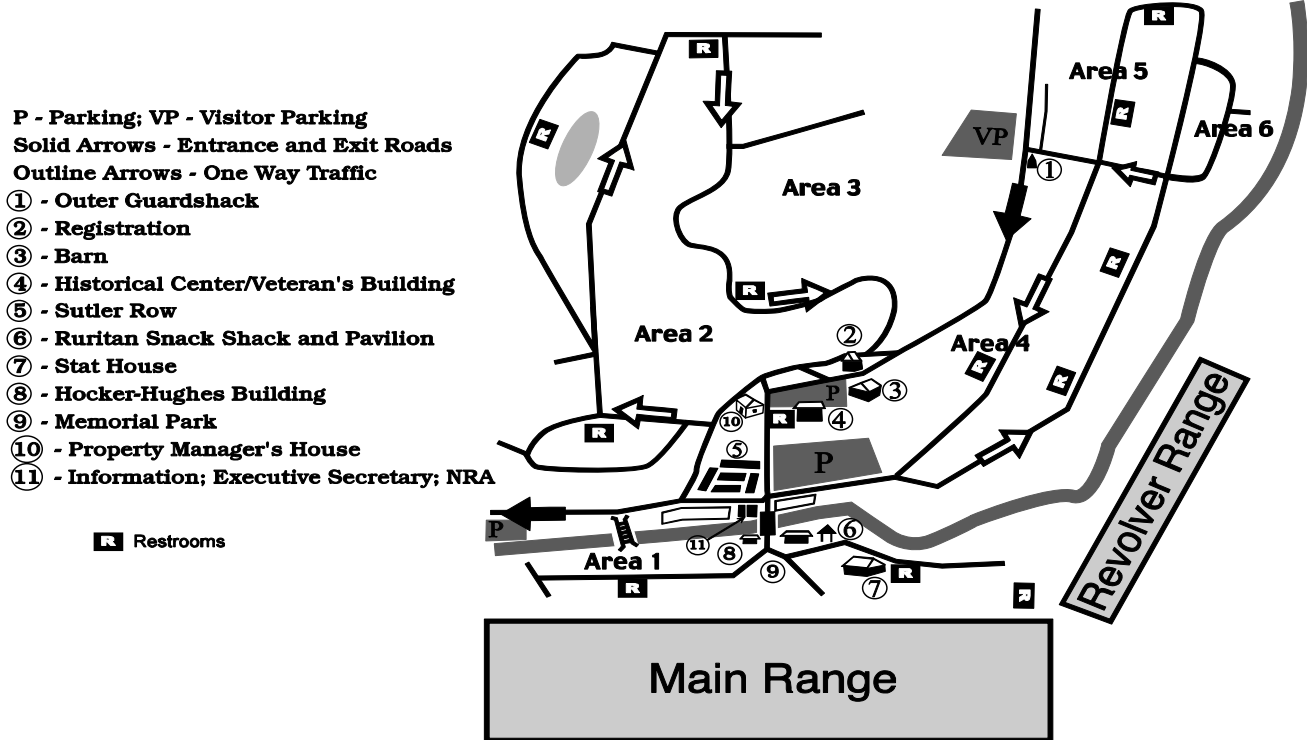 P - Parking; VP - Visitor Parking
Solid Arrows - Entrance and Exit Roads
Outline Arrows - One Way Traffic
① - Outer Guardshack
② - Registration
③ - Barn
④ - Historical Center/Veteran's Building
⑤ - Sutler Row
⑥ - Ruritan Snack Shack and Pavilion
⑦ - Stat House
⑧ - Hocker-Hughes Building
⑨ - Memorial Park
⑩ - Property Manager's House
⑪ - Information; Executive Secretary; NRA
R Restrooms
R
R
Area 5
R
R
Area 6
VP
①
R
Area 3
R
R
Area 2
②
Area 4
R
R
P
③
⑩
R
④
R
⑤
P
P
⑪
⑧
⑥
Area 1
⑨
⑦
R
R
R
Revolver Range
Main Range